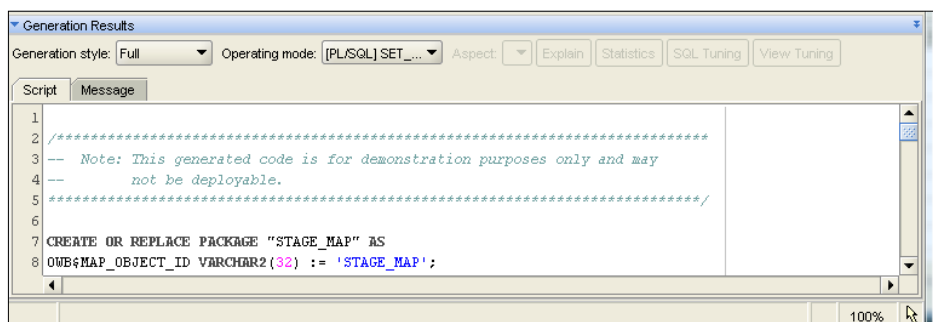 Generation Results
Generation style: Full Operating mode: [PL/SQL] SET_... Aspect: Explain Statistics SQL Tuning View Tuning
Script Message
1
2 /******************************************************************************
3 --  Note: This generated code is for demonstration purposes only and may
4 --        not be deployable.
5 ******************************************************************************/
6
7 CREATE OR REPLACE PACKAGE "STAGE_MAP" AS
8 OWB$MAP_OBJECT_ID VARCHAR2(32) := 'STAGE_MAP';
100%